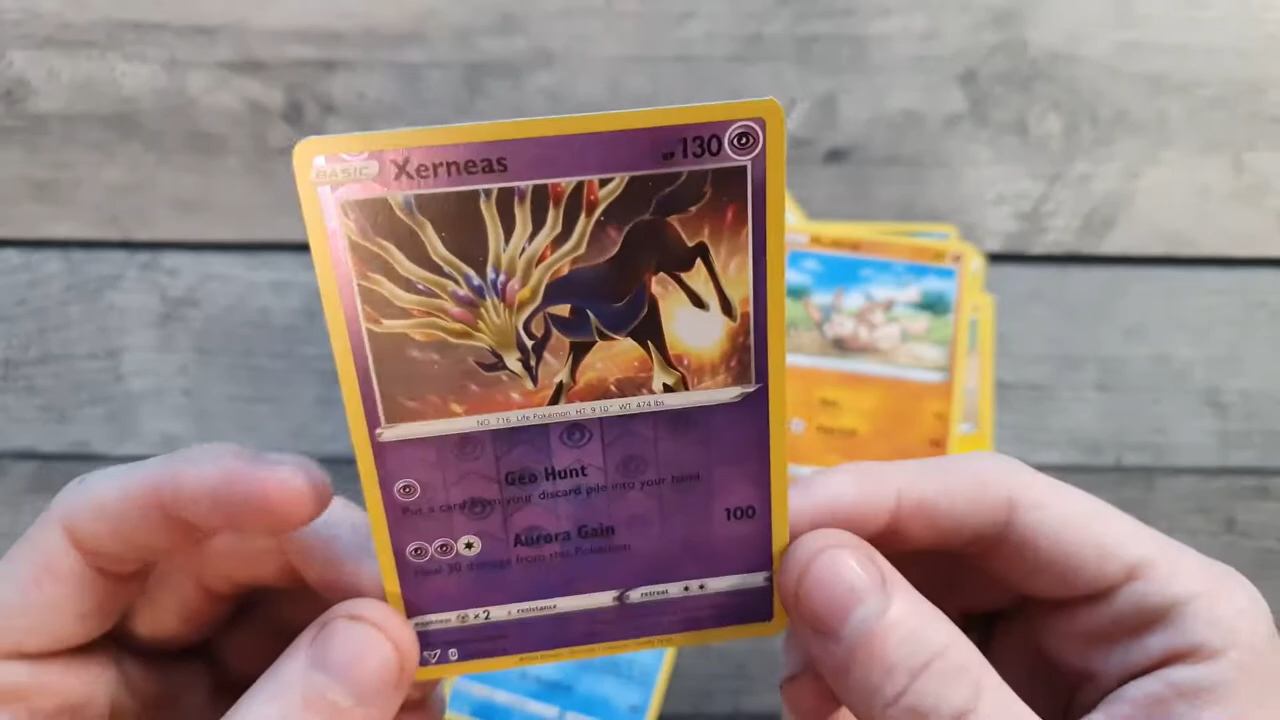 BASIC Xerneas HP 130
NO. 716 Life Pokémon HT: 9'10" WT: 474 lbs
Geo Hunt
Put a card from your discard pile into your hand.
Aurora Gain 100
Heal 30 damage from this Pokémon.
weakness ×2 resistance retreat